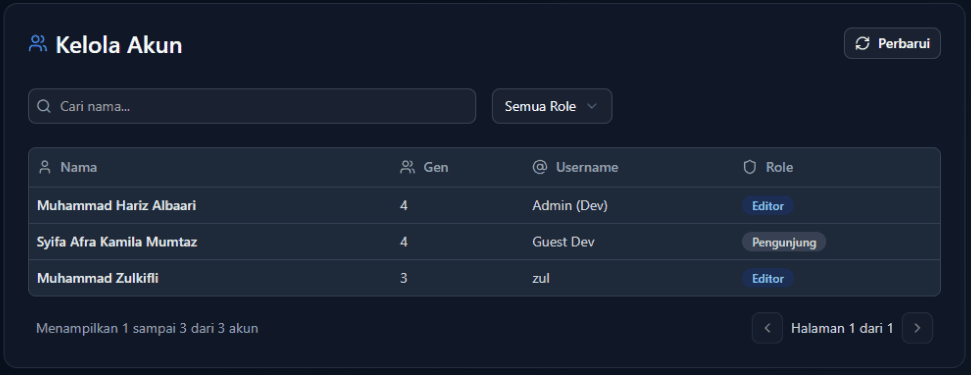 Kelola Akun
Perbarui
Cari nama...
Semua Role
Nama Gen Username Role
Muhammad Hariz Albaari 4 Admin (Dev) Editor
Syifa Afra Kamila Mumtaz 4 Guest Dev Pengunjung
Muhammad Zulkifli 3 zul Editor
Menampilkan 1 sampai 3 dari 3 akun
Halaman 1 dari 1